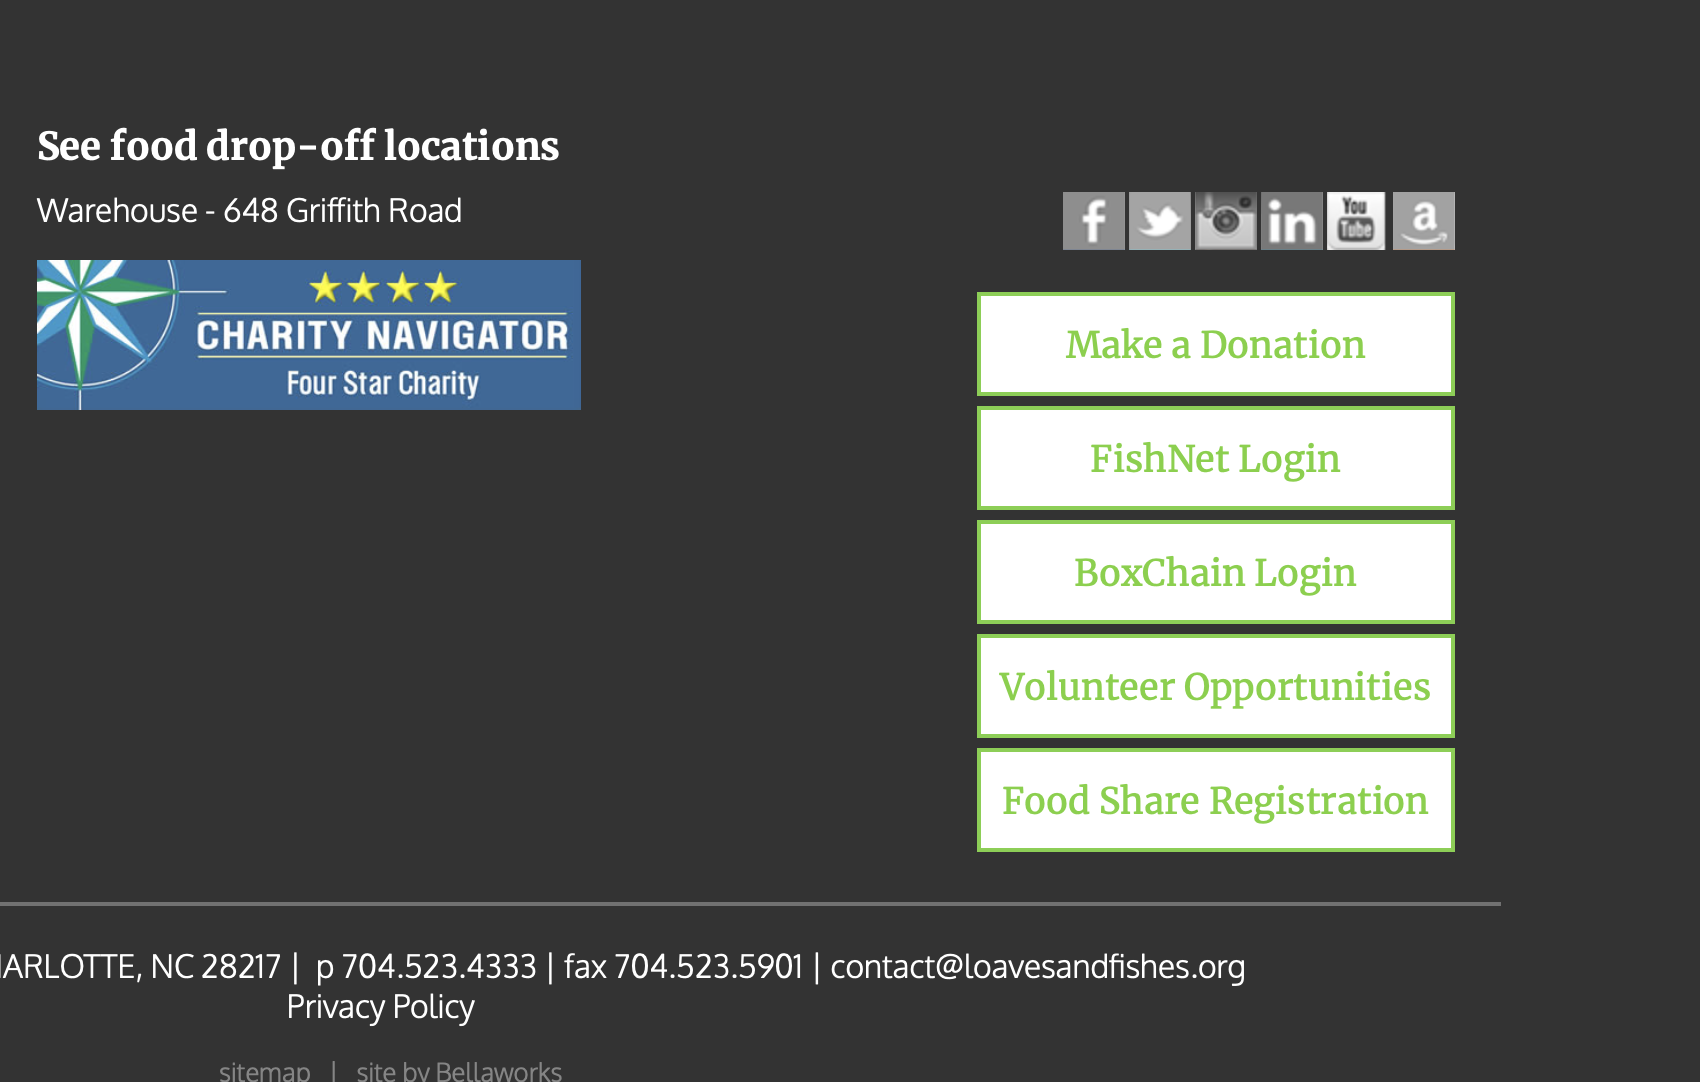 See food drop-off locations
Warehouse - 648 Griffith Road
CHARITY NAVIGATOR
Four Star Charity
f
in
You
Tube
a
Make a Donation
FishNet Login
BoxChain Login
Volunteer Opportunities
Food Share Registration
ARLOTTE, NC 28217 | p 704.523.4333 | fax 704.523.5901 | contact@loavesandfishes.org
Privacy Policy
sitemap | site by Bellaworks